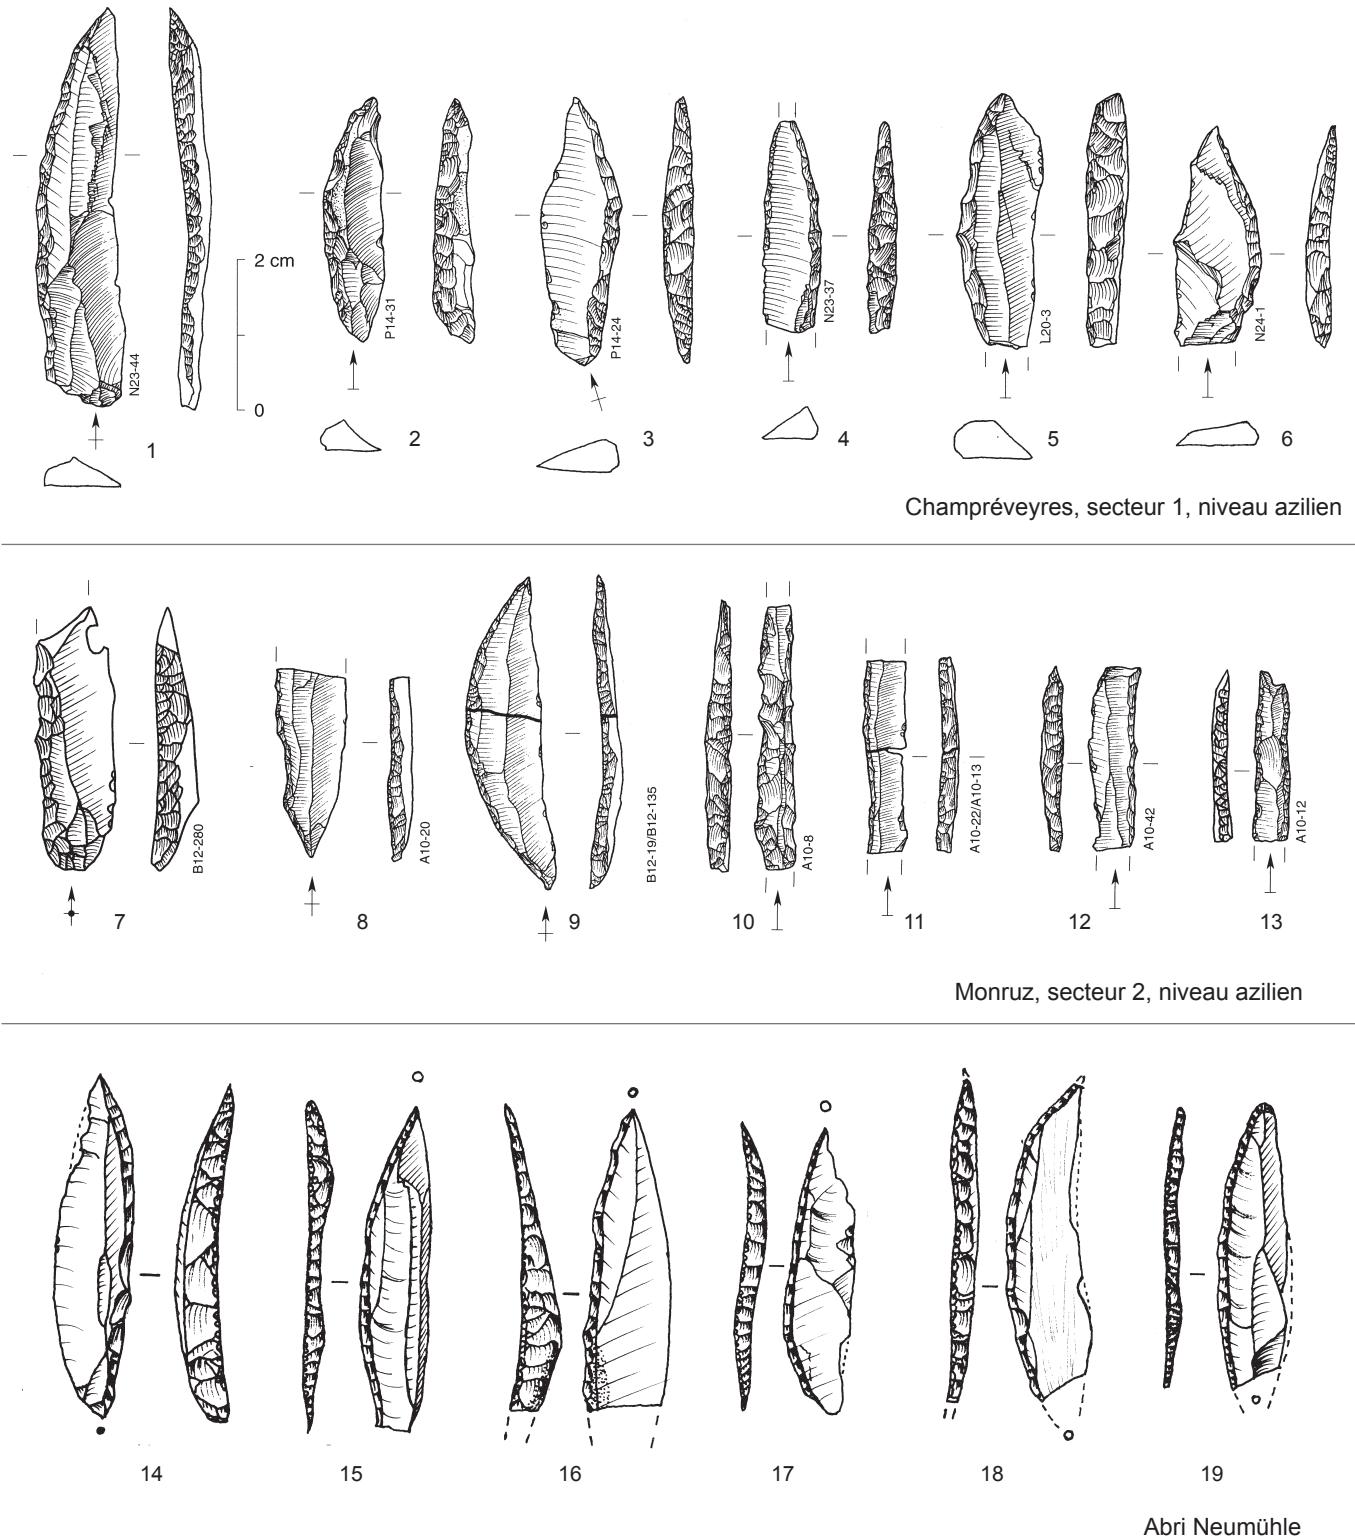 2 cm
0
N23-44
P14-31
P14-24
N23-37
L20-3
N24-1
1
2
3
4
5
6
Champréveyres, secteur 1, niveau azilien
B12-280
A10-20
B12-19/B12-135
A10-8
A10-22/A10-13
A10-42
A10-12
7
8
9
10
11
12
13
Monruz, secteur 2, niveau azilien
14
15
16
17
18
19
Abri Neumühle